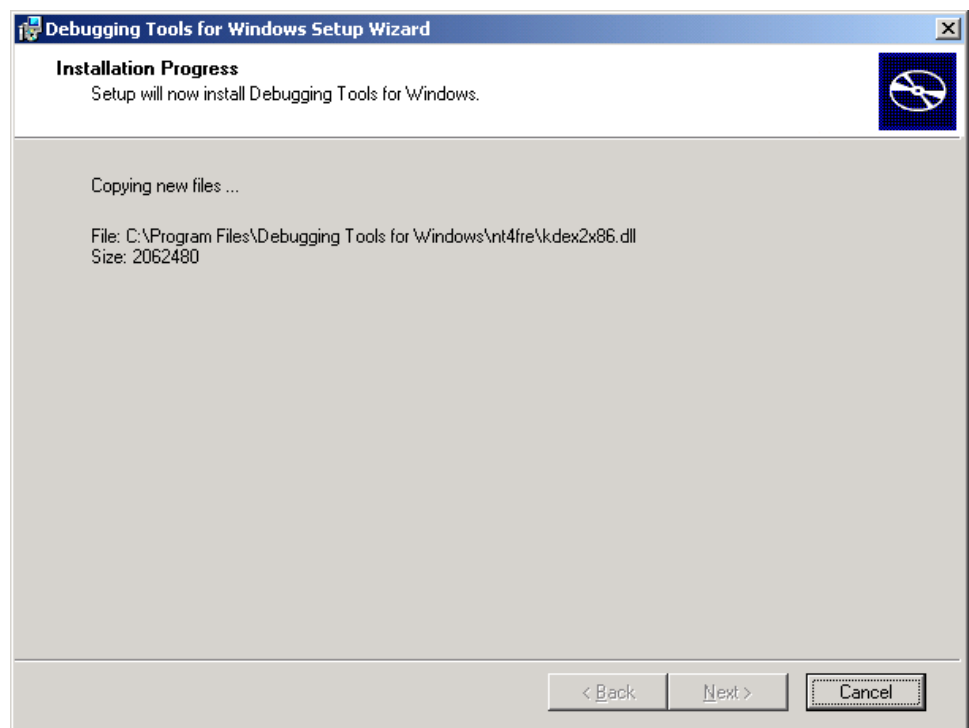 Debugging Tools for Windows Setup Wizard
Installation Progress
Setup will now install Debugging Tools for Windows.
Copying new files ...
File: C:\Program Files\Debugging Tools for Windows\nt4fre\kdex2x86.dll
Size: 2062480
< Back Next > Cancel